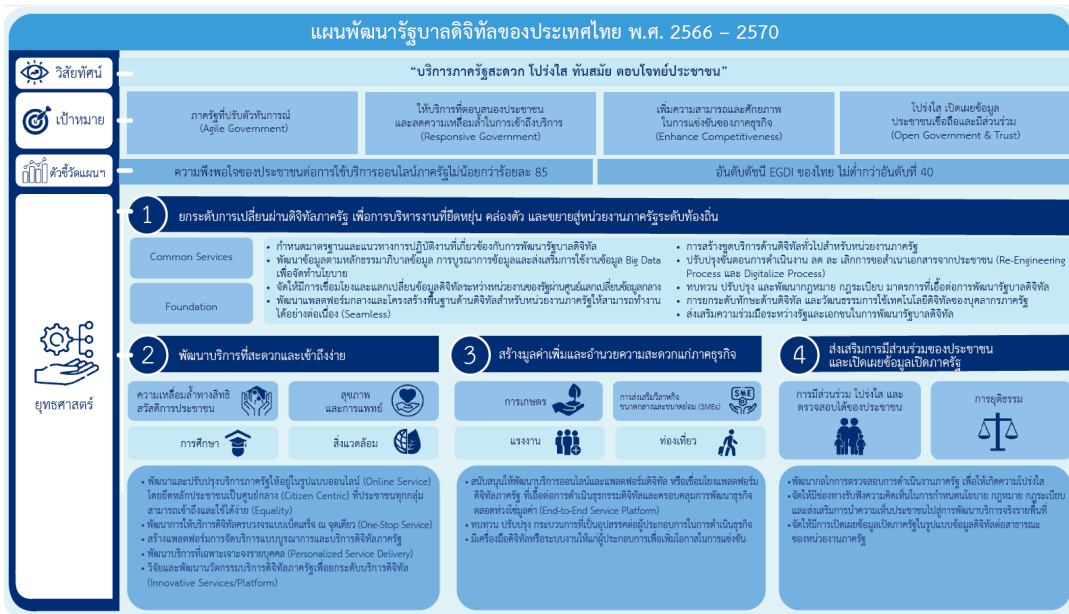 แผนพัฒนารัฐบาลดิจิทัลของประเทศไทย พ.ศ. 2566 – 2570
วิสัยทัศน์
“บริการภาครัฐสะดวก โปร่งใส ทันสมัย ตอบโจทย์ประชาชน”
เป้าหมาย
ภาครัฐที่ปรับตัวทันการณ์
(Agile Government)
ให้บริการที่ตอบสนองประชาชน
และลดความเหลื่อมล้ำในการเข้าถึงบริการ
(Responsive Government)
เพิ่มความสามารถและศักยภาพ
ในการแข่งขันของภาคธุรกิจ
(Enhance Competitiveness)
โปร่งใส เปิดเผยข้อมูล
ประชาชนเชื่อถือและมีส่วนร่วม
(Open Government & Trust)
ตัวชี้วัดแผนฯ
ความพึงพอใจของประชาชนต่อการใช้บริการออนไลน์ภาครัฐไม่น้อยกว่าร้อยละ 85
อันดับดัชนี EGDI ของไทย ไม่ต่ำกว่าอันดับที่ 40
ยุทธศาสตร์
1 ยกระดับการเปลี่ยนผ่านดิจิทัลภาครัฐ เพื่อการบริหารงานที่ยืดหยุ่น คล่องตัว และขยายสู่หน่วยงานภาครัฐระดับท้องถิ่น
Common Services
Foundation
• กำหนดมาตรฐานและแนวทางการปฏิบัติงานที่เกี่ยวข้องกับการพัฒนารัฐบาลดิจิทัล
• พัฒนาข้อมูลตามหลักธรรมาภิบาลข้อมูล การบูรณาการข้อมูลและส่งเสริมการใช้งานข้อมูล Big Data
เพื่อจัดทำนโยบาย
• จัดให้มีการเชื่อมโยงและแลกเปลี่ยนข้อมูลดิจิทัลระหว่างหน่วยงานของรัฐผ่านศูนย์แลกเปลี่ยนข้อมูลกลาง
• พัฒนาแพลตฟอร์มกลางและโครงสร้างพื้นฐานด้านดิจิทัลสำหรับหน่วยงานภาครัฐให้สามารถทำงาน
ได้อย่างต่อเนื่อง (Seamless)
• การสร้างชุดบริการด้านดิจิทัลทั่วไปสำหรับหน่วยงานภาครัฐ
• ปรับปรุงขั้นตอนการดำเนินงาน ลด ละ เลิกการขอสำเนาเอกสารจากประชาชน (Re-Engineering
Process และ Digitalize Process)
• ทบทวน ปรับปรุง และพัฒนากฎหมาย กฎระเบียบ มาตรการที่เอื้อต่อการพัฒนารัฐบาลดิจิทัล
• การยกระดับทักษะด้านดิจิทัล และวัฒนธรรมการใช้เทคโนโลยีดิจิทัลของบุคลากรภาครัฐ
• ส่งเสริมความร่วมมือระหว่างรัฐและเอกชนในการพัฒนารัฐบาลดิจิทัล
2 พัฒนาบริการที่สะดวกและเข้าถึงง่าย
ความเหลื่อมล้ำทางสิทธิ
สวัสดิการประชาชน
สุขภาพ
และการแพทย์
การศึกษา
สิ่งแวดล้อม
• พัฒนาและปรับปรุงบริการภาครัฐให้อยู่ในรูปแบบออนไลน์ (Online Service)
โดยยึดหลักประชาชนเป็นศูนย์กลาง (Citizen Centric) ที่ประชาชนทุกกลุ่ม
สามารถเข้าถึงและใช้ได้ง่าย (Equality)
• พัฒนาการให้บริการดิจิทัลครบวงจรแบบเบ็ดเสร็จ ณ จุดเดียว (One-Stop Service)
• สร้างแพลตฟอร์มการจัดบริการแบบบูรณาการและบริการดิจิทัลภาครัฐ
• พัฒนาบริการที่เฉพาะเจาะจงรายบุคคล (Personalized Service Delivery)
• วิจัยและพัฒนานวัตกรรมบริการดิจิทัลภาครัฐเพื่อยกระดับบริการดิจิทัล
(Innovative Services/Platform)
3 สร้างมูลค่าเพิ่มและอำนวยความสะดวกแก่ภาคธุรกิจ
การเกษตร
การส่งเสริมวิสาหกิจ
ขนาดกลางและขนาดย่อม (SMEs)
SME
แรงงาน
ท่องเที่ยว
• สนับสนุนให้พัฒนาบริการออนไลน์และแพลตฟอร์มดิจิทัล หรือเชื่อมโยงแพลตฟอร์ม
ดิจิทัลภาครัฐ ที่เอื้อต่อการดำเนินธุรกรรมดิจิทัลและครอบคลุมการพัฒนาธุรกิจ
ตลอดห่วงโซ่มูลค่า (End-to-End Service Platform)
• ทบทวน ปรับปรุง กระบวนการที่เป็นอุปสรรคต่อผู้ประกอบการในการดำเนินธุรกิจ
• มีเครื่องมือดิจิทัลหรือระบบงานให้แก่ผู้ประกอบการเพื่อเพิ่มโอกาสในการแข่งขัน
4 ส่งเสริมการมีส่วนร่วมของประชาชน
และเปิดเผยข้อมูลเปิดภาครัฐ
การมีส่วนร่วม โปร่งใส และ
ตรวจสอบได้ของประชาชน
การยุติธรรม
• พัฒนากลไกการตรวจสอบการดำเนินงานภาครัฐ เพื่อให้เกิดความโปร่งใส
• จัดให้มีช่องทางรับฟังความคิดเห็นในการกำหนดนโยบาย กฎหมาย กฎระเบียบ
และส่งเสริมการนำความเห็นประชาชนไปสู่การพัฒนาบริการจริงรายพื้นที่
• จัดให้มีการเปิดเผยข้อมูลเปิดภาครัฐในรูปแบบข้อมูลดิจิทัลต่อสาธารณะ
ของหน่วยงานภาครัฐ